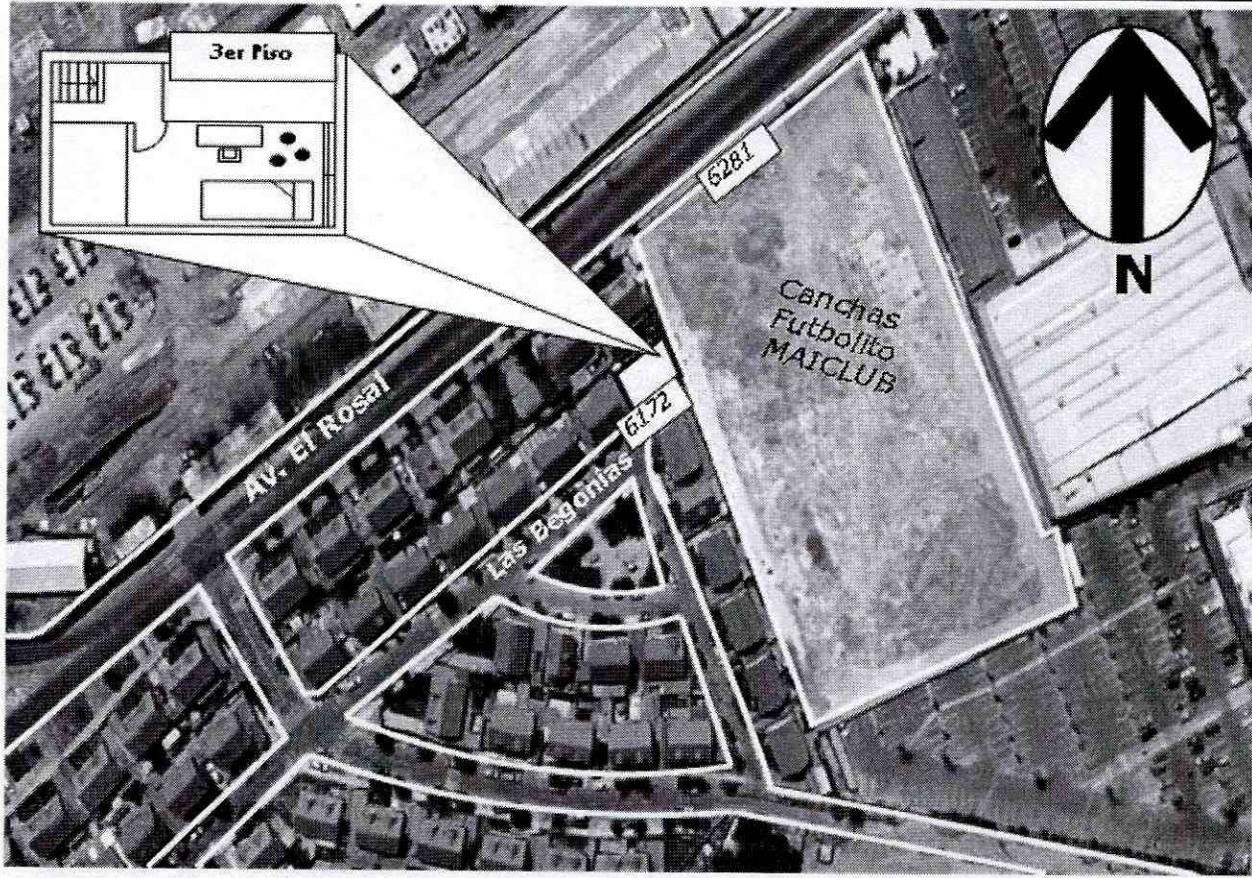 3er Piso
6281
N
Canchas
Futbolito
MAICLUB
6172
Av. El Rosal
Las Begonias